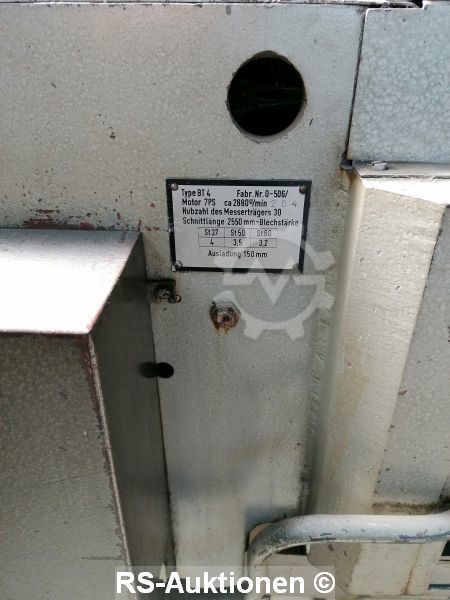 Type BT 4 Fabr. Nr. 0-506/
Motor 7PS ca 2880 U/min 264
Hubzahl des Messerträgers 30
Schnittlänge 2550 mm-Blechstärke
St37 St50 St60
4 3,5 3,2
Ausladung 150 mm
RS-Auktionen ©